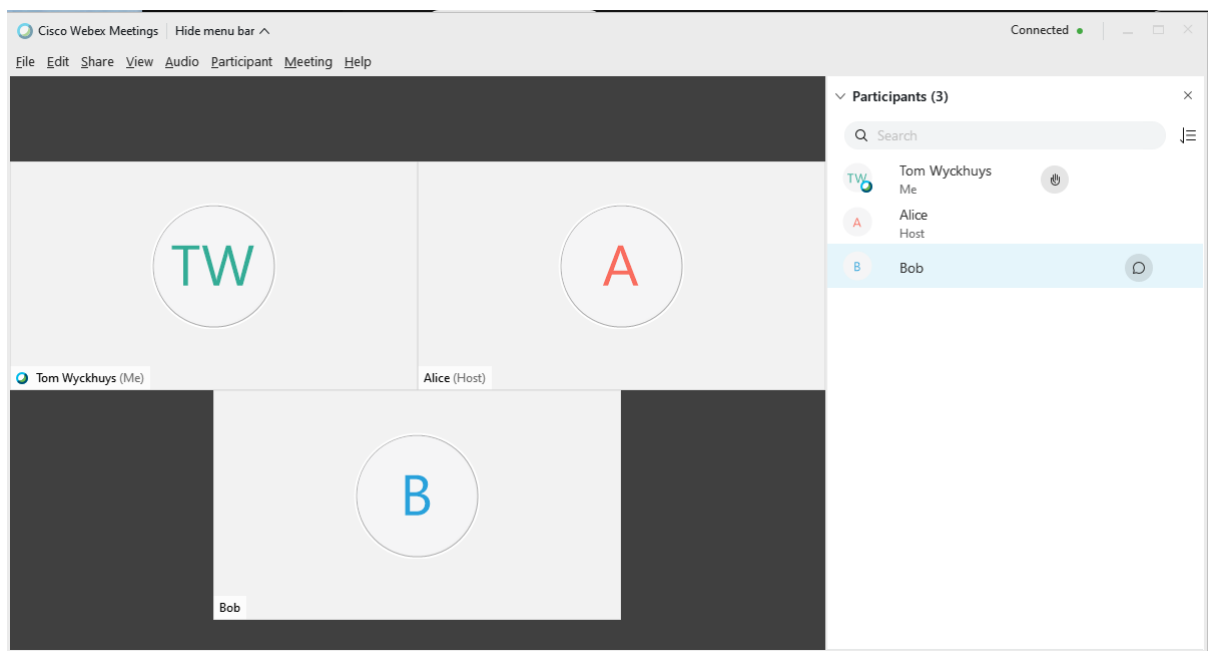 Cisco Webex Meetings Hide menu bar Connected
File Edit Share View Audio Participant Meeting Help
Participants (3)
Search
TW Tom Wyckhuys
Me
A Alice
Host
B Bob
TW
A
Tom Wyckhuys (Me)
Alice (Host)
B
Bob